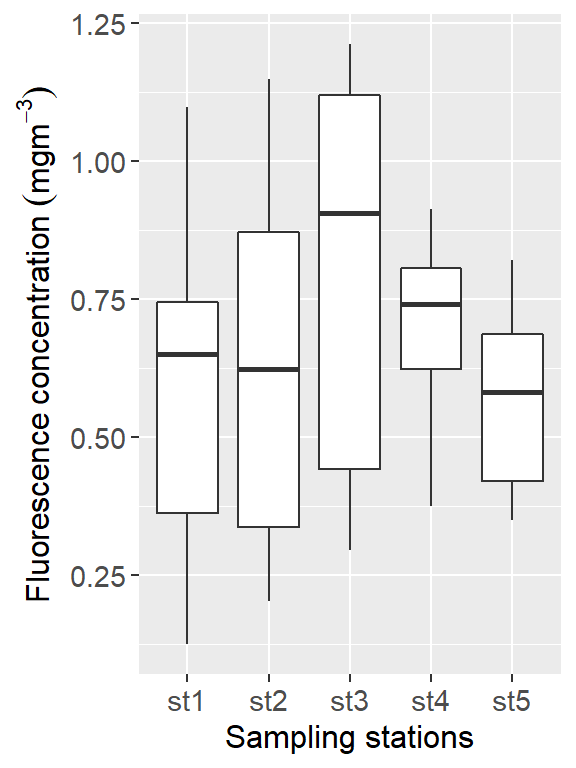 Fluorescence concentration (mgm⁻³)
1.25
1.00
0.75
0.50
0.25
st1 st2 st3 st4 st5
Sampling stations